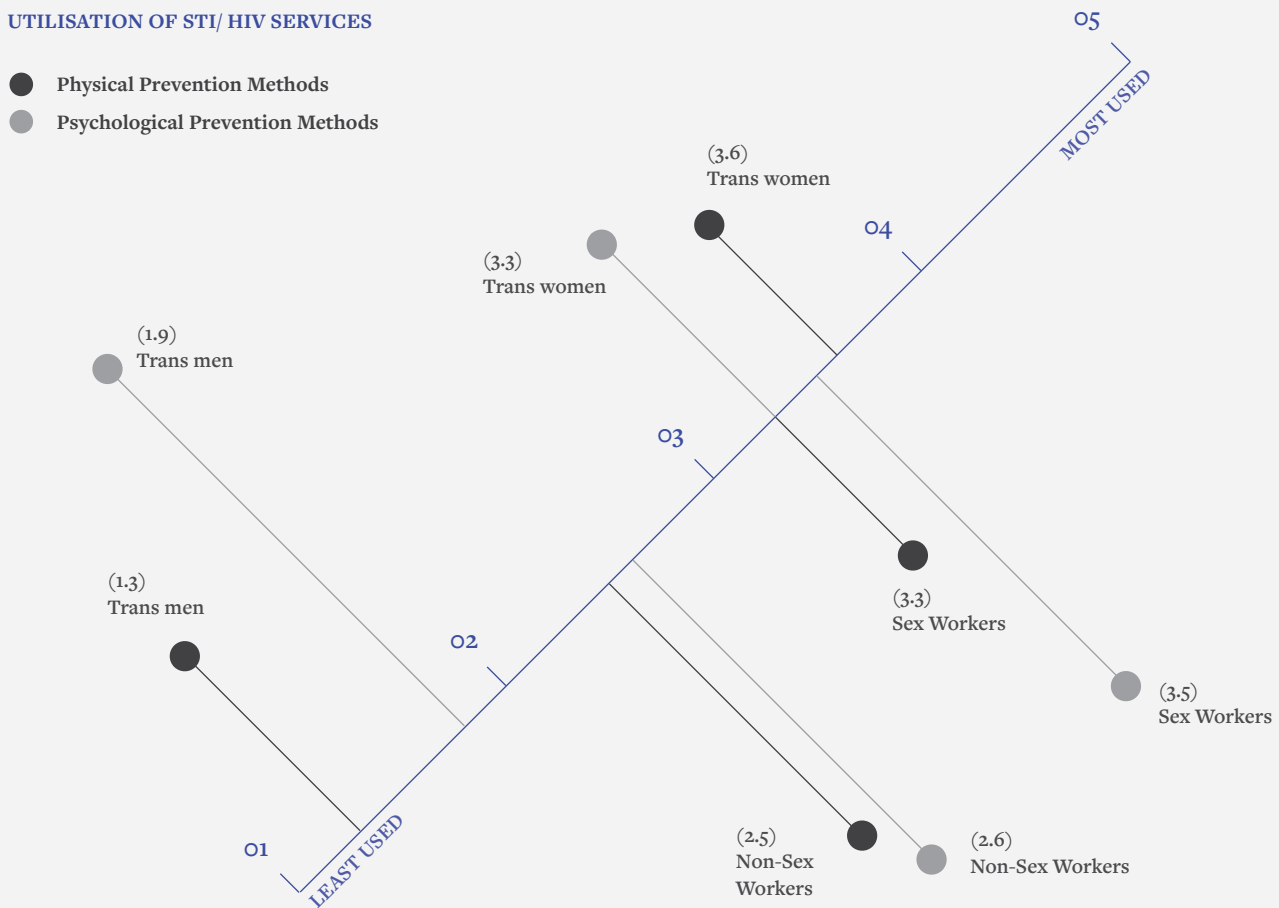 UTILISATION OF STI/ HIV SERVICES
Physical Prevention Methods
Psychological Prevention Methods
05
MOST USED
(3.6)
Trans women
04
(3.3)
Trans women
(1.9)
Trans men
03
(1.3)
Trans men
(3.3)
Sex Workers
02
(3.5)
Sex Workers
01
LEAST USED
(2.5)
Non-Sex
Workers
(2.6)
Non-Sex Workers